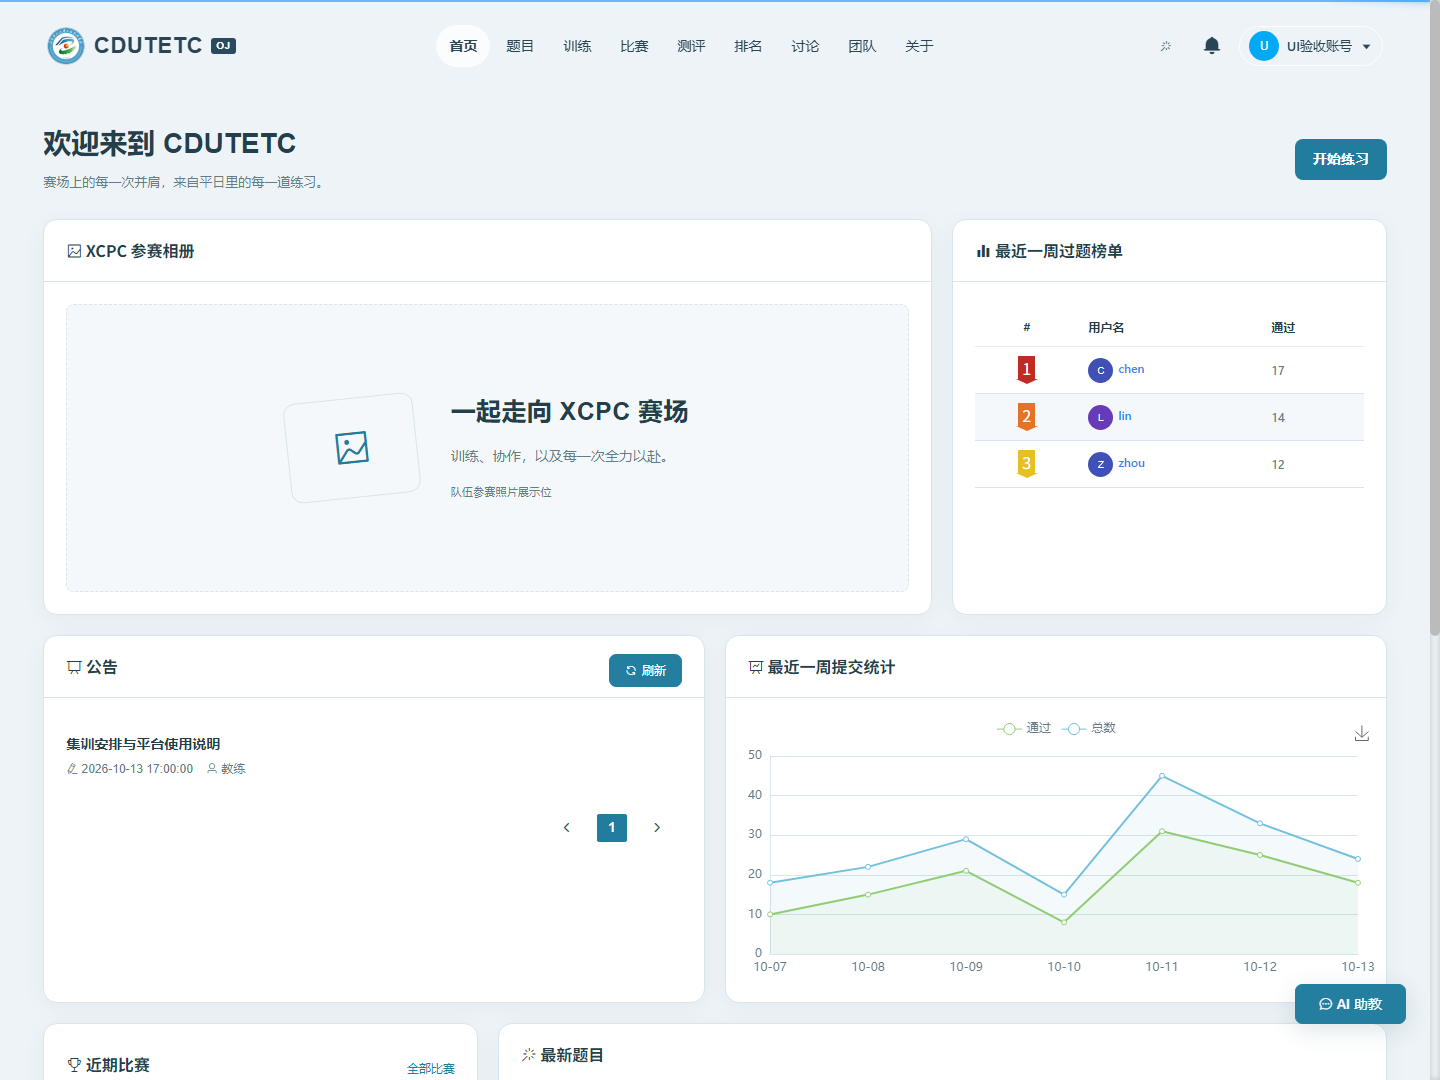 CDUTETC OJ
首页 题目 训练 比赛 测评 排名 讨论 团队 关于
U UI验收账号
欢迎来到 CDUTETC
赛场上的每一次并肩，来自平日里的每一道练习。
开始练习
XCPC 参赛相册
一起走向 XCPC 赛场
训练、协作，以及每一次全力以赴。
队伍参赛照片展示位
最近一周过题榜单
# 用户名 通过
1 C chen 17
2 L lin 14
3 Z zhou 12
公告
刷新
集训安排与平台使用说明
2026-10-13 17:00:00 教练
1
最近一周提交统计
通过 总数
50
40
30
20
10
0
10-07 10-08 10-09 10-10 10-11 10-12 10-13
AI 助教
近期比赛
全部比赛
最新题目